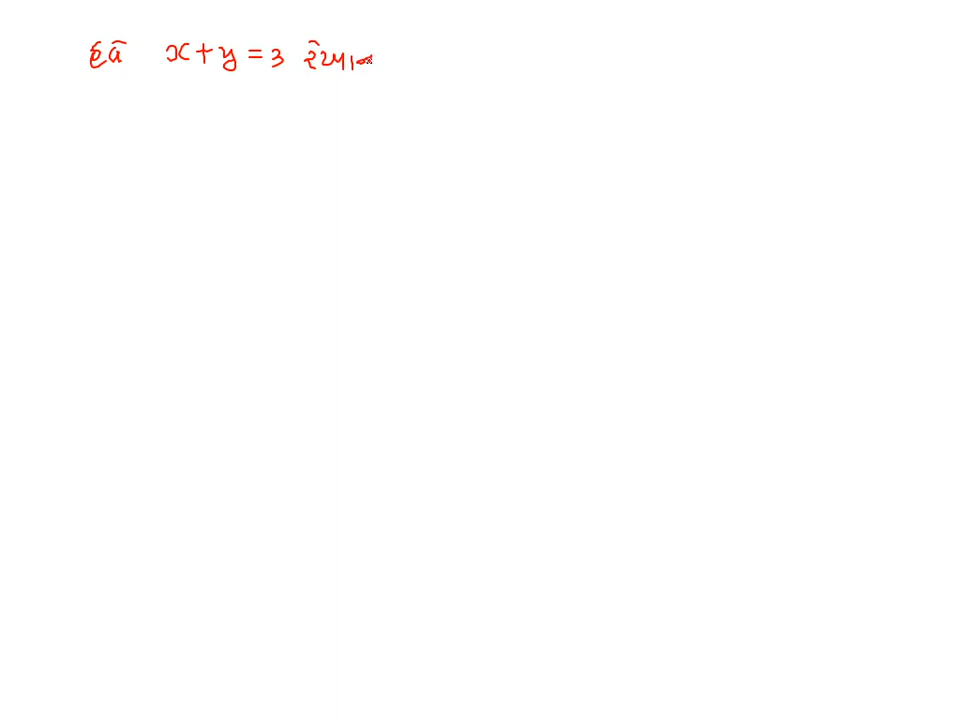 હવે x + y = 3 રેખા